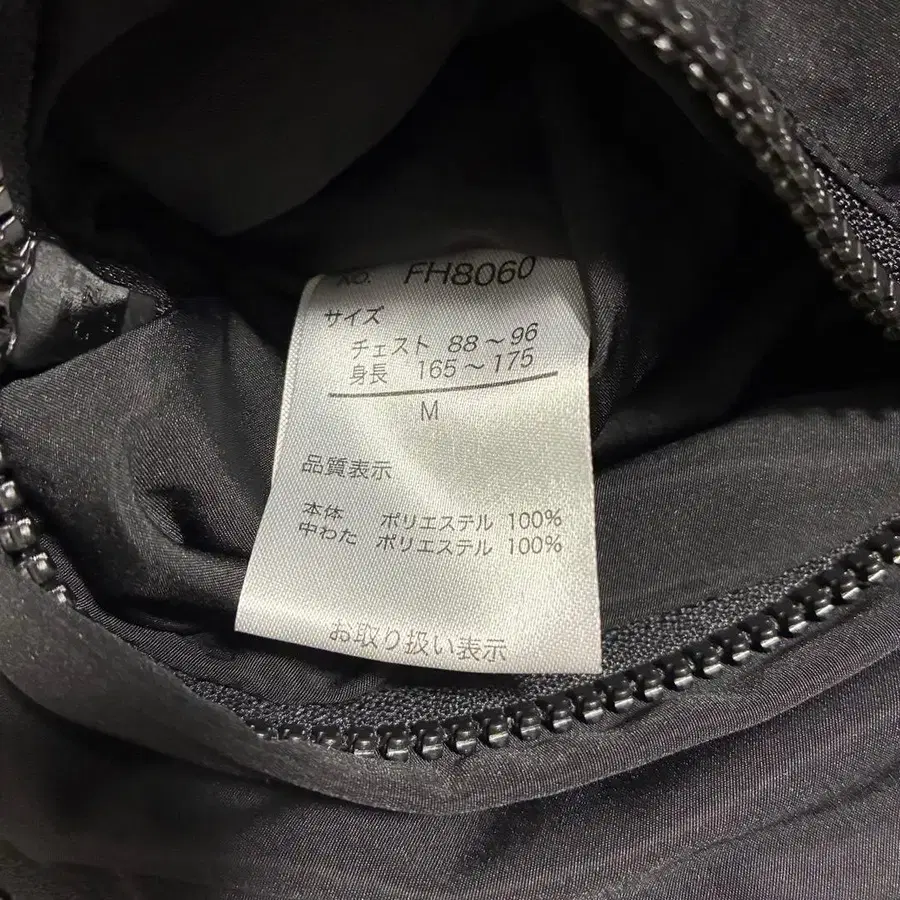 NO. FH8060
サイズ
チェスト 88～96
身長 165～175
M
品質表示
本体 ポリエステル 100%
中わた ポリエステル 100%
お取り扱い表示